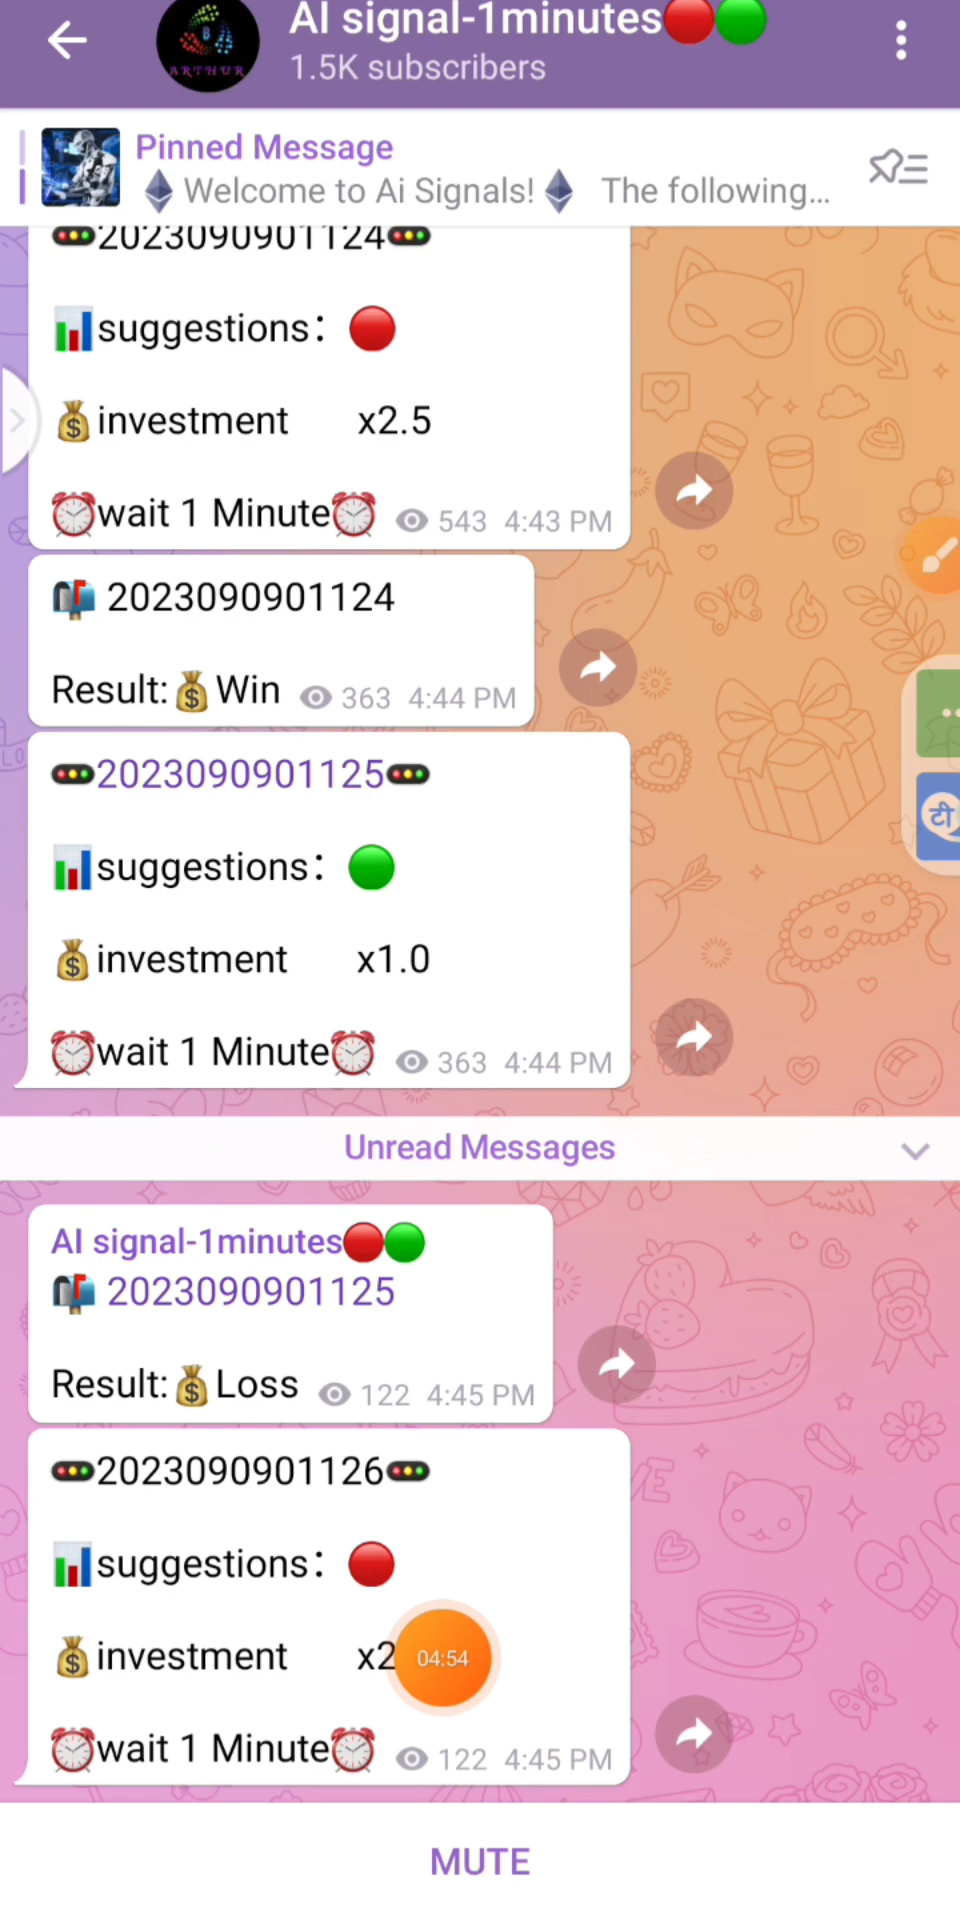 AI signal-1minutes🔴🟢
1.5K subscribers
ARTHUR
Pinned Message
Welcome to Ai Signals! The following...
2023090901124
suggestions:
investment x2.5
wait 1 Minute 543 4:43 PM
2023090901124
Result: Win 363 4:44 PM
2023090901125
suggestions:
investment x1.0
wait 1 Minute 363 4:44 PM
टी
Unread Messages
AI signal-1minutes🔴🟢
2023090901125
Result: Loss 122 4:45 PM
2023090901126
suggestions:
investment x2
04:54
wait 1 Minute 122 4:45 PM
MUTE